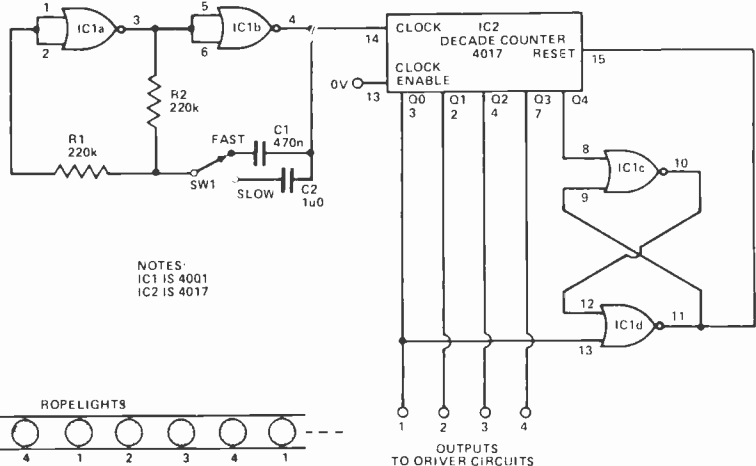 1
2
IC1a
3
5
6
IC1b
4
R2
220k
R1
220k
FAST
C1
470n
SW1
SLOW
C2
1u0
14
CLOCK
IC2
DECADE COUNTER
4017
RESET
15
0V
13
CLOCK
ENABLE
Q0
3
Q1
2
Q2
4
Q3
7
Q4
8
9
IC1c
10
12
13
IC1d
11
NOTES:
IC1 IS 4001
IC2 IS 4017
ROPELIGHTS
4 1 2 3 4 1
1 2 3 4
OUTPUTS
TO DRIVER CIRCUITS